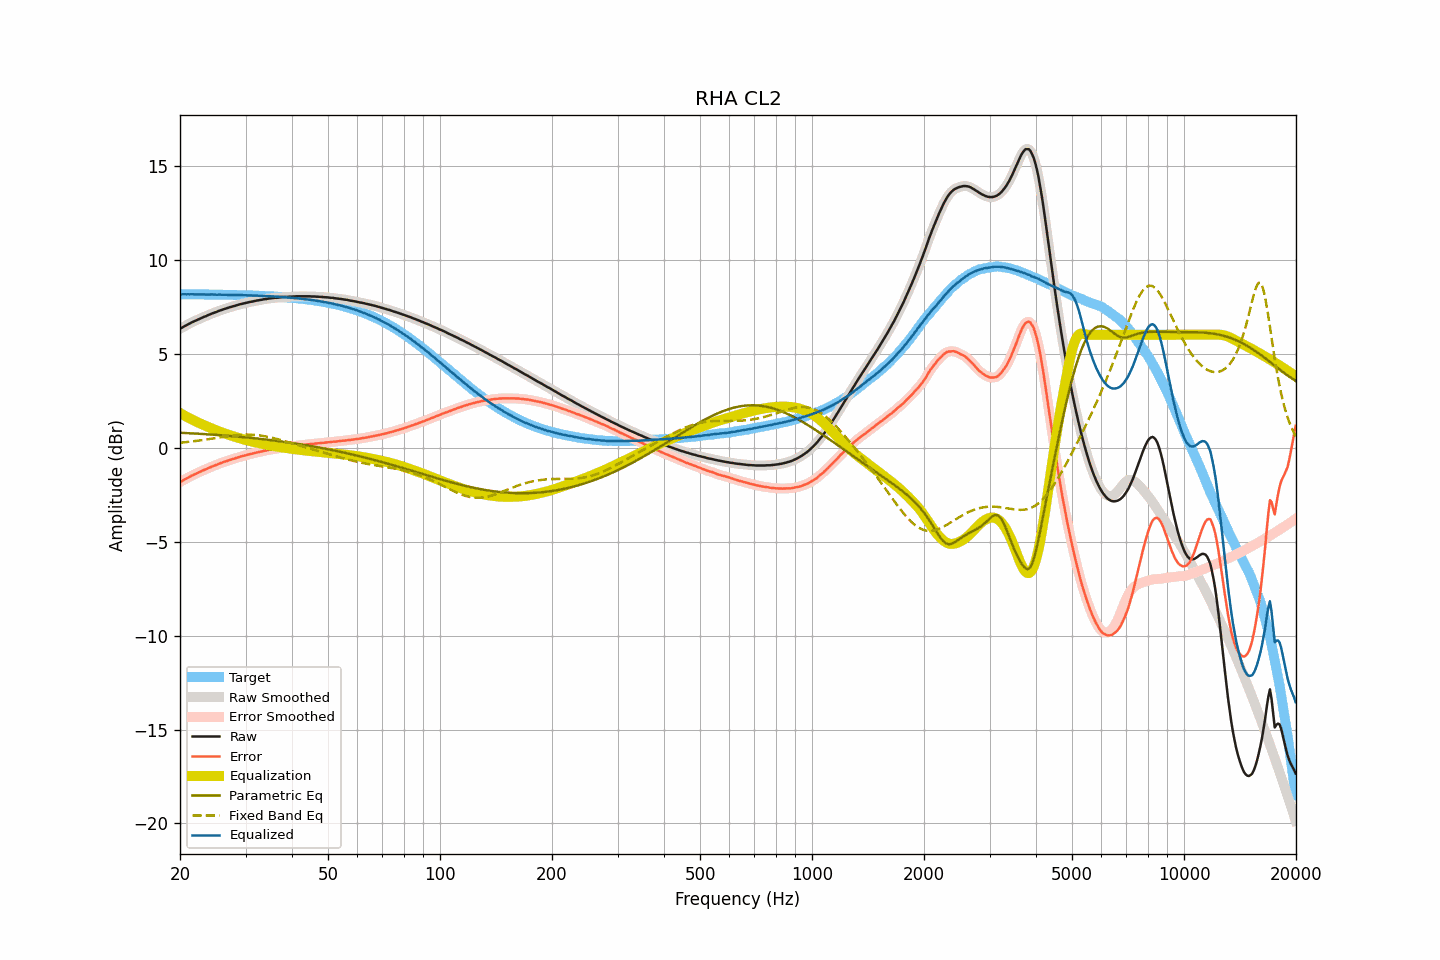 RHA CL2
Amplitude (dBr)
15
10
5
0
−5
−10
−15
−20
Target
Raw Smoothed
Error Smoothed
Raw
Error
Equalization
Parametric Eq
Fixed Band Eq
Equalized
20 50 100 200 500 1000 2000 5000 10000 20000
Frequency (Hz)